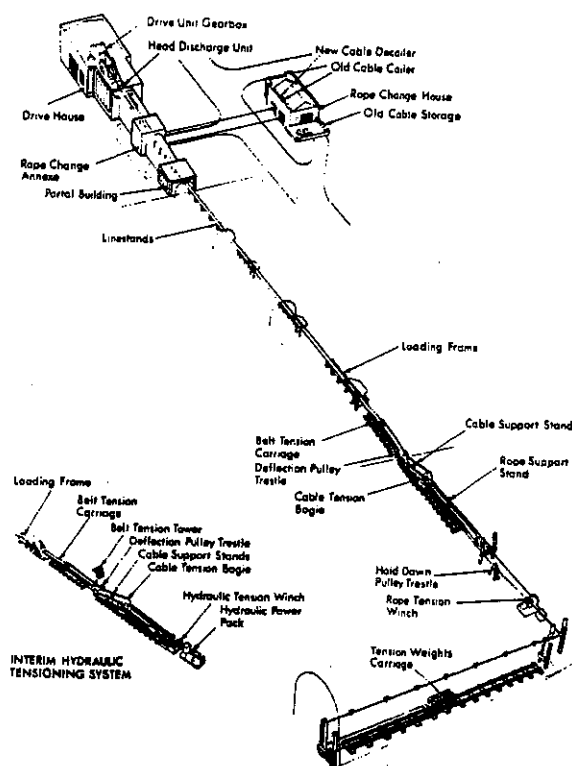 Drive Unit Gearbox
Head Discharge Unit
New Cable Decoiler
Old Cable Coiler
Rope Change House
Old Cable Storage
Drive House
Rope Change
Annexe
Portal Building
Linestands
Loading Frame
Belt Tension
Carriage
Deflection Pulley
Trestle
Cable Tension
Bogie
Cable Support Stand
Rope Support
Stand
Loading Frame
Belt Tension
Carriage
Belt Tension Tower
Deflection Pulley Trestle
Cable Support Stands
Cable Tension Bogie
Hydraulic Tension Winch
Hydraulic Power
Pack
INTERIM HYDRAULIC
TENSIONING SYSTEM
Hold Down
Pulley Trestle
Rope Tension
Winch
Tension Weights
Carriage